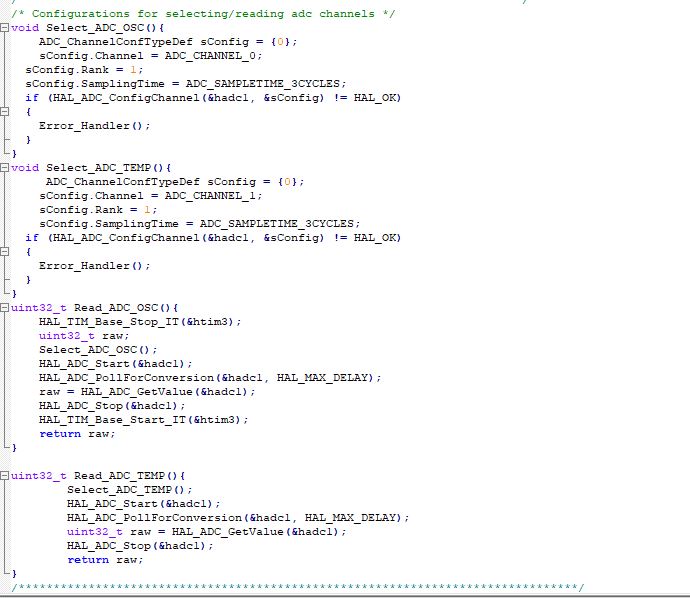 /* Configurations for selecting/reading adc channels */
void Select_ADC_OSC(){
    ADC_ChannelConfTypeDef sConfig = {0};
    sConfig.Channel = ADC_CHANNEL_0;
  sConfig.Rank = 1;
  sConfig.SamplingTime = ADC_SAMPLETIME_3CYCLES;
  if (HAL_ADC_ConfigChannel(&hadc1, &sConfig) != HAL_OK)
  {
    Error_Handler();
  }
}
void Select_ADC_TEMP(){
     ADC_ChannelConfTypeDef sConfig = {0};
    sConfig.Channel = ADC_CHANNEL_1;
    sConfig.Rank = 1;
    sConfig.SamplingTime = ADC_SAMPLETIME_3CYCLES;
  if (HAL_ADC_ConfigChannel(&hadc1, &sConfig) != HAL_OK)
  {
    Error_Handler();
  }
}
uint32_t Read_ADC_OSC(){
    HAL_TIM_Base_Stop_IT(&htim3);
    uint32_t raw;
    Select_ADC_OSC();
    HAL_ADC_Start(&hadc1);
    HAL_ADC_PollForConversion(&hadc1, HAL_MAX_DELAY);
    raw = HAL_ADC_GetValue(&hadc1);
    HAL_ADC_Stop(&hadc1);
    HAL_TIM_Base_Start_IT(&htim3);
    return raw;
}

uint32_t Read_ADC_TEMP(){
        Select_ADC_TEMP();
        HAL_ADC_Start(&hadc1);
        HAL_ADC_PollForConversion(&hadc1, HAL_MAX_DELAY);
        uint32_t raw = HAL_ADC_GetValue(&hadc1);
        HAL_ADC_Stop(&hadc1);
        return raw;
}
/********************************************************************************/